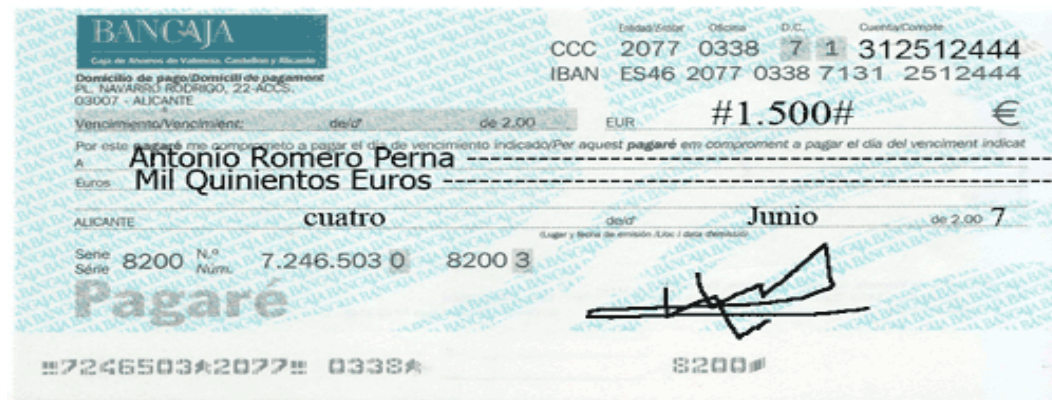 BANCAJA
Caja de Ahorros de Valencia, Castellón y Alicante
Entidad/Entitat Oficina D.C. Cuenta/Compte
CCC 2077 0338 7 1 312512444
IBAN ES46 2077 0338 7131 2512444
Domicilio de pago/Domicili de pagament
PL. NAVARRO RODRIGO, 22-ACCS.
03007 - ALICANTE
Vencimiento/Venciment: de/d' de 2.00 EUR #1.500# €
Por este pagaré me comprometo a pagar el día de vencimiento indicado/Per aquest pagaré em compromet a pagar el dia del venciment indicat
A Antonio Romero Perna
Euros Mil Quinientos Euros
ALICANTE cuatro de/d' Junio de 2.00 7
(Lugar y fecha de emisión /Lloc i data d'emissió)
Serie 8200 N.º 7.246.503 0 8200 3
Sèrie Núm.
Pagaré
7246503 2077 0338 8200